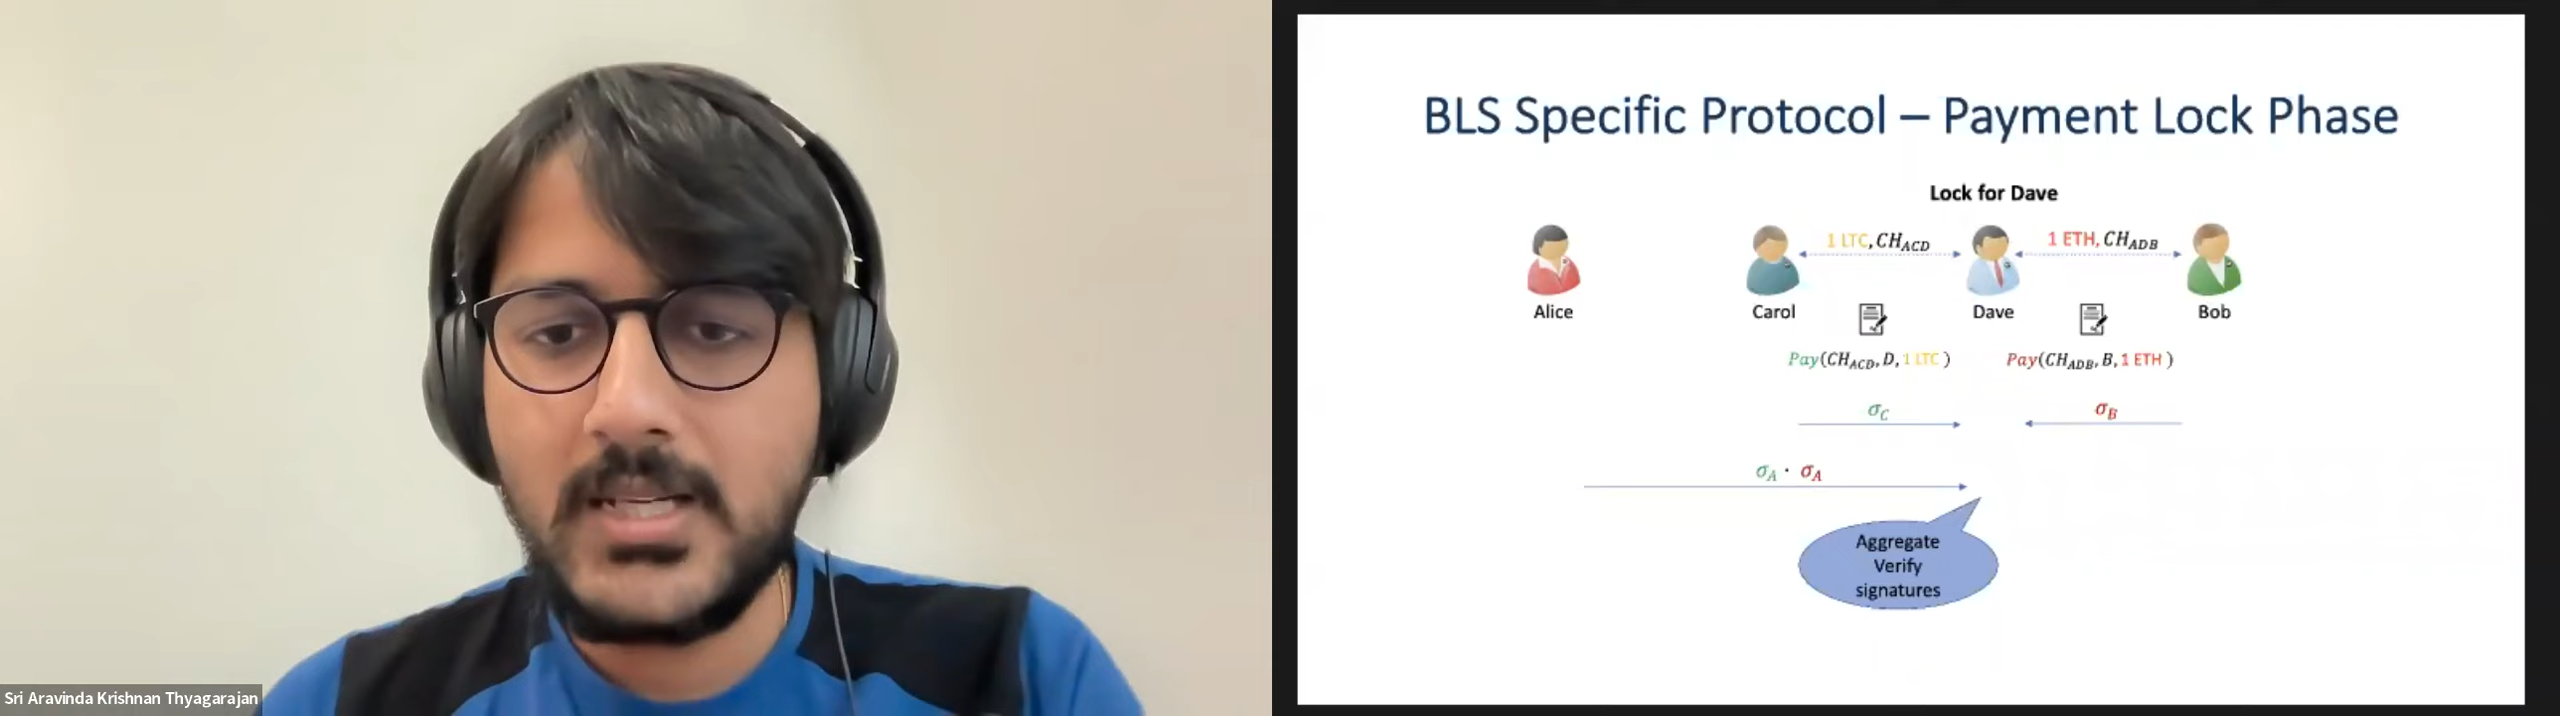 Sri Aravinda Krishnan Thyagarajan
BLS Specific Protocol – Payment Lock Phase
Lock for Dave
1 LTC, CH_ACD
1 ETH, CH_ADB
Alice
Carol
Dave
Bob
Pay(CH_ACD, D, 1 LTC )
Pay(CH_ADB, B, 1 ETH )
σ_C
σ_B
σ_A · σ_A
Aggregate
Verify
signatures